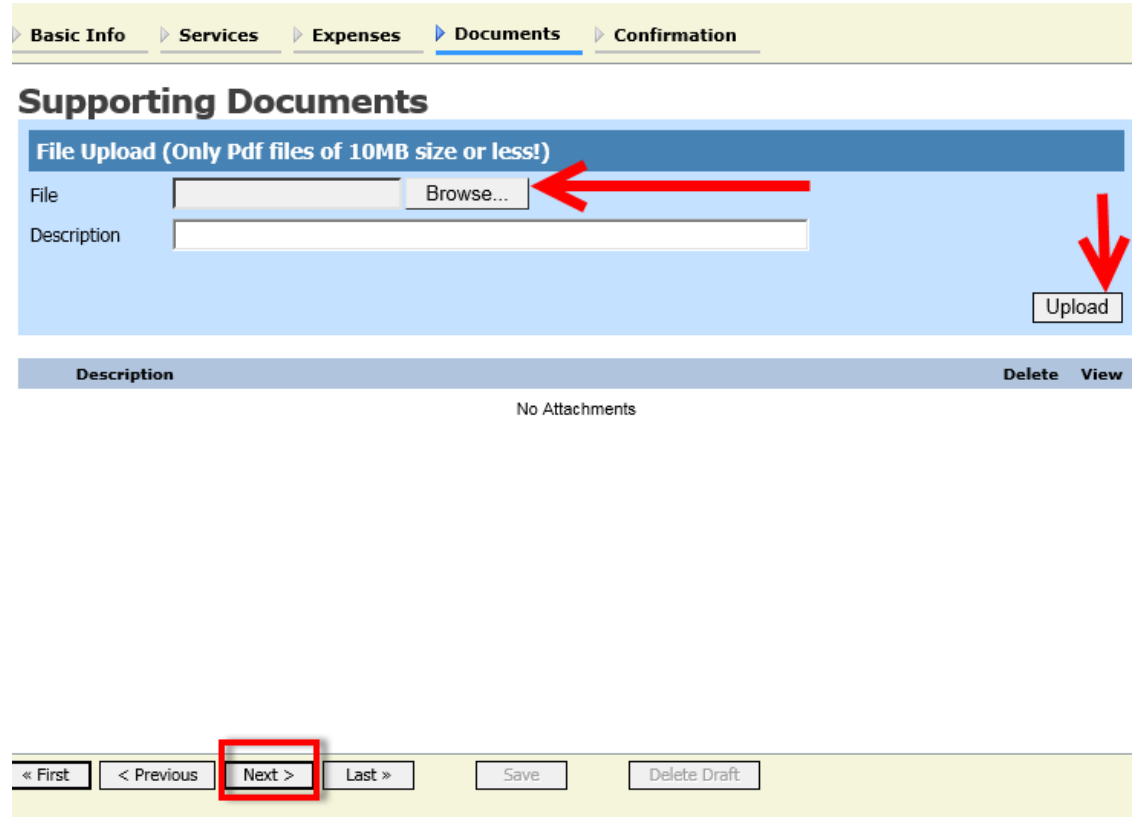 Basic Info Services Expenses Documents Confirmation
Supporting Documents
File Upload (Only Pdf files of 10MB size or less!)
File Browse...
Description
Upload
Description Delete View
No Attachments
« First < Previous Next > Last » Save Delete Draft